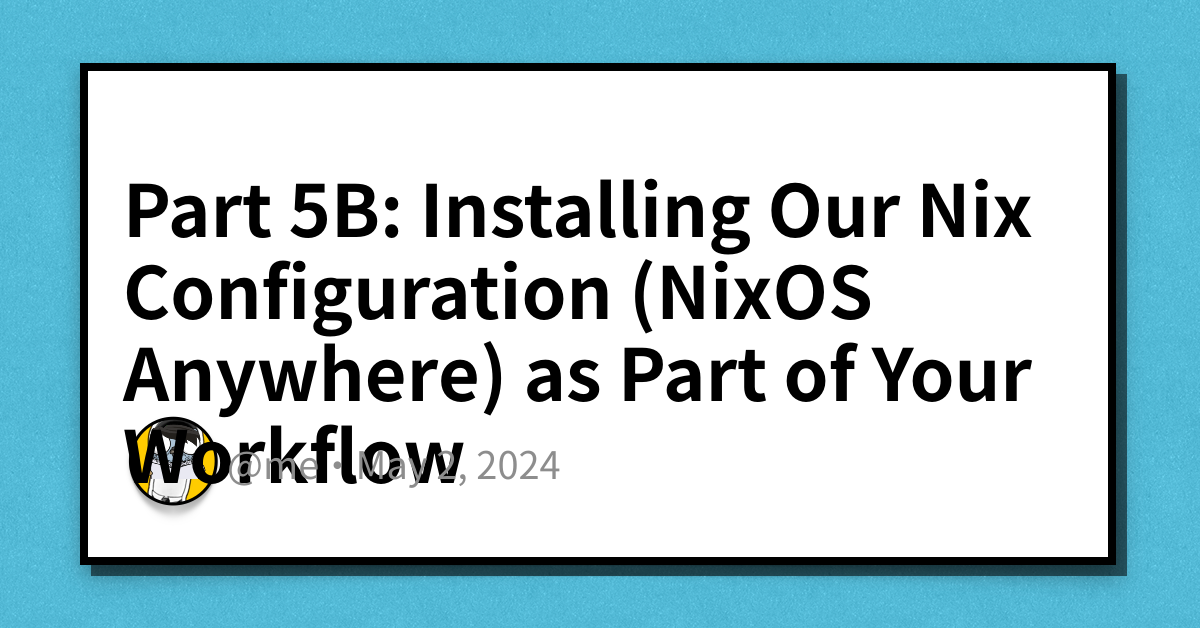 Part 5B: Installing Our Nix
Configuration (NixOS
Anywhere) as Part of Your
Workflow
@me • May 2, 2024